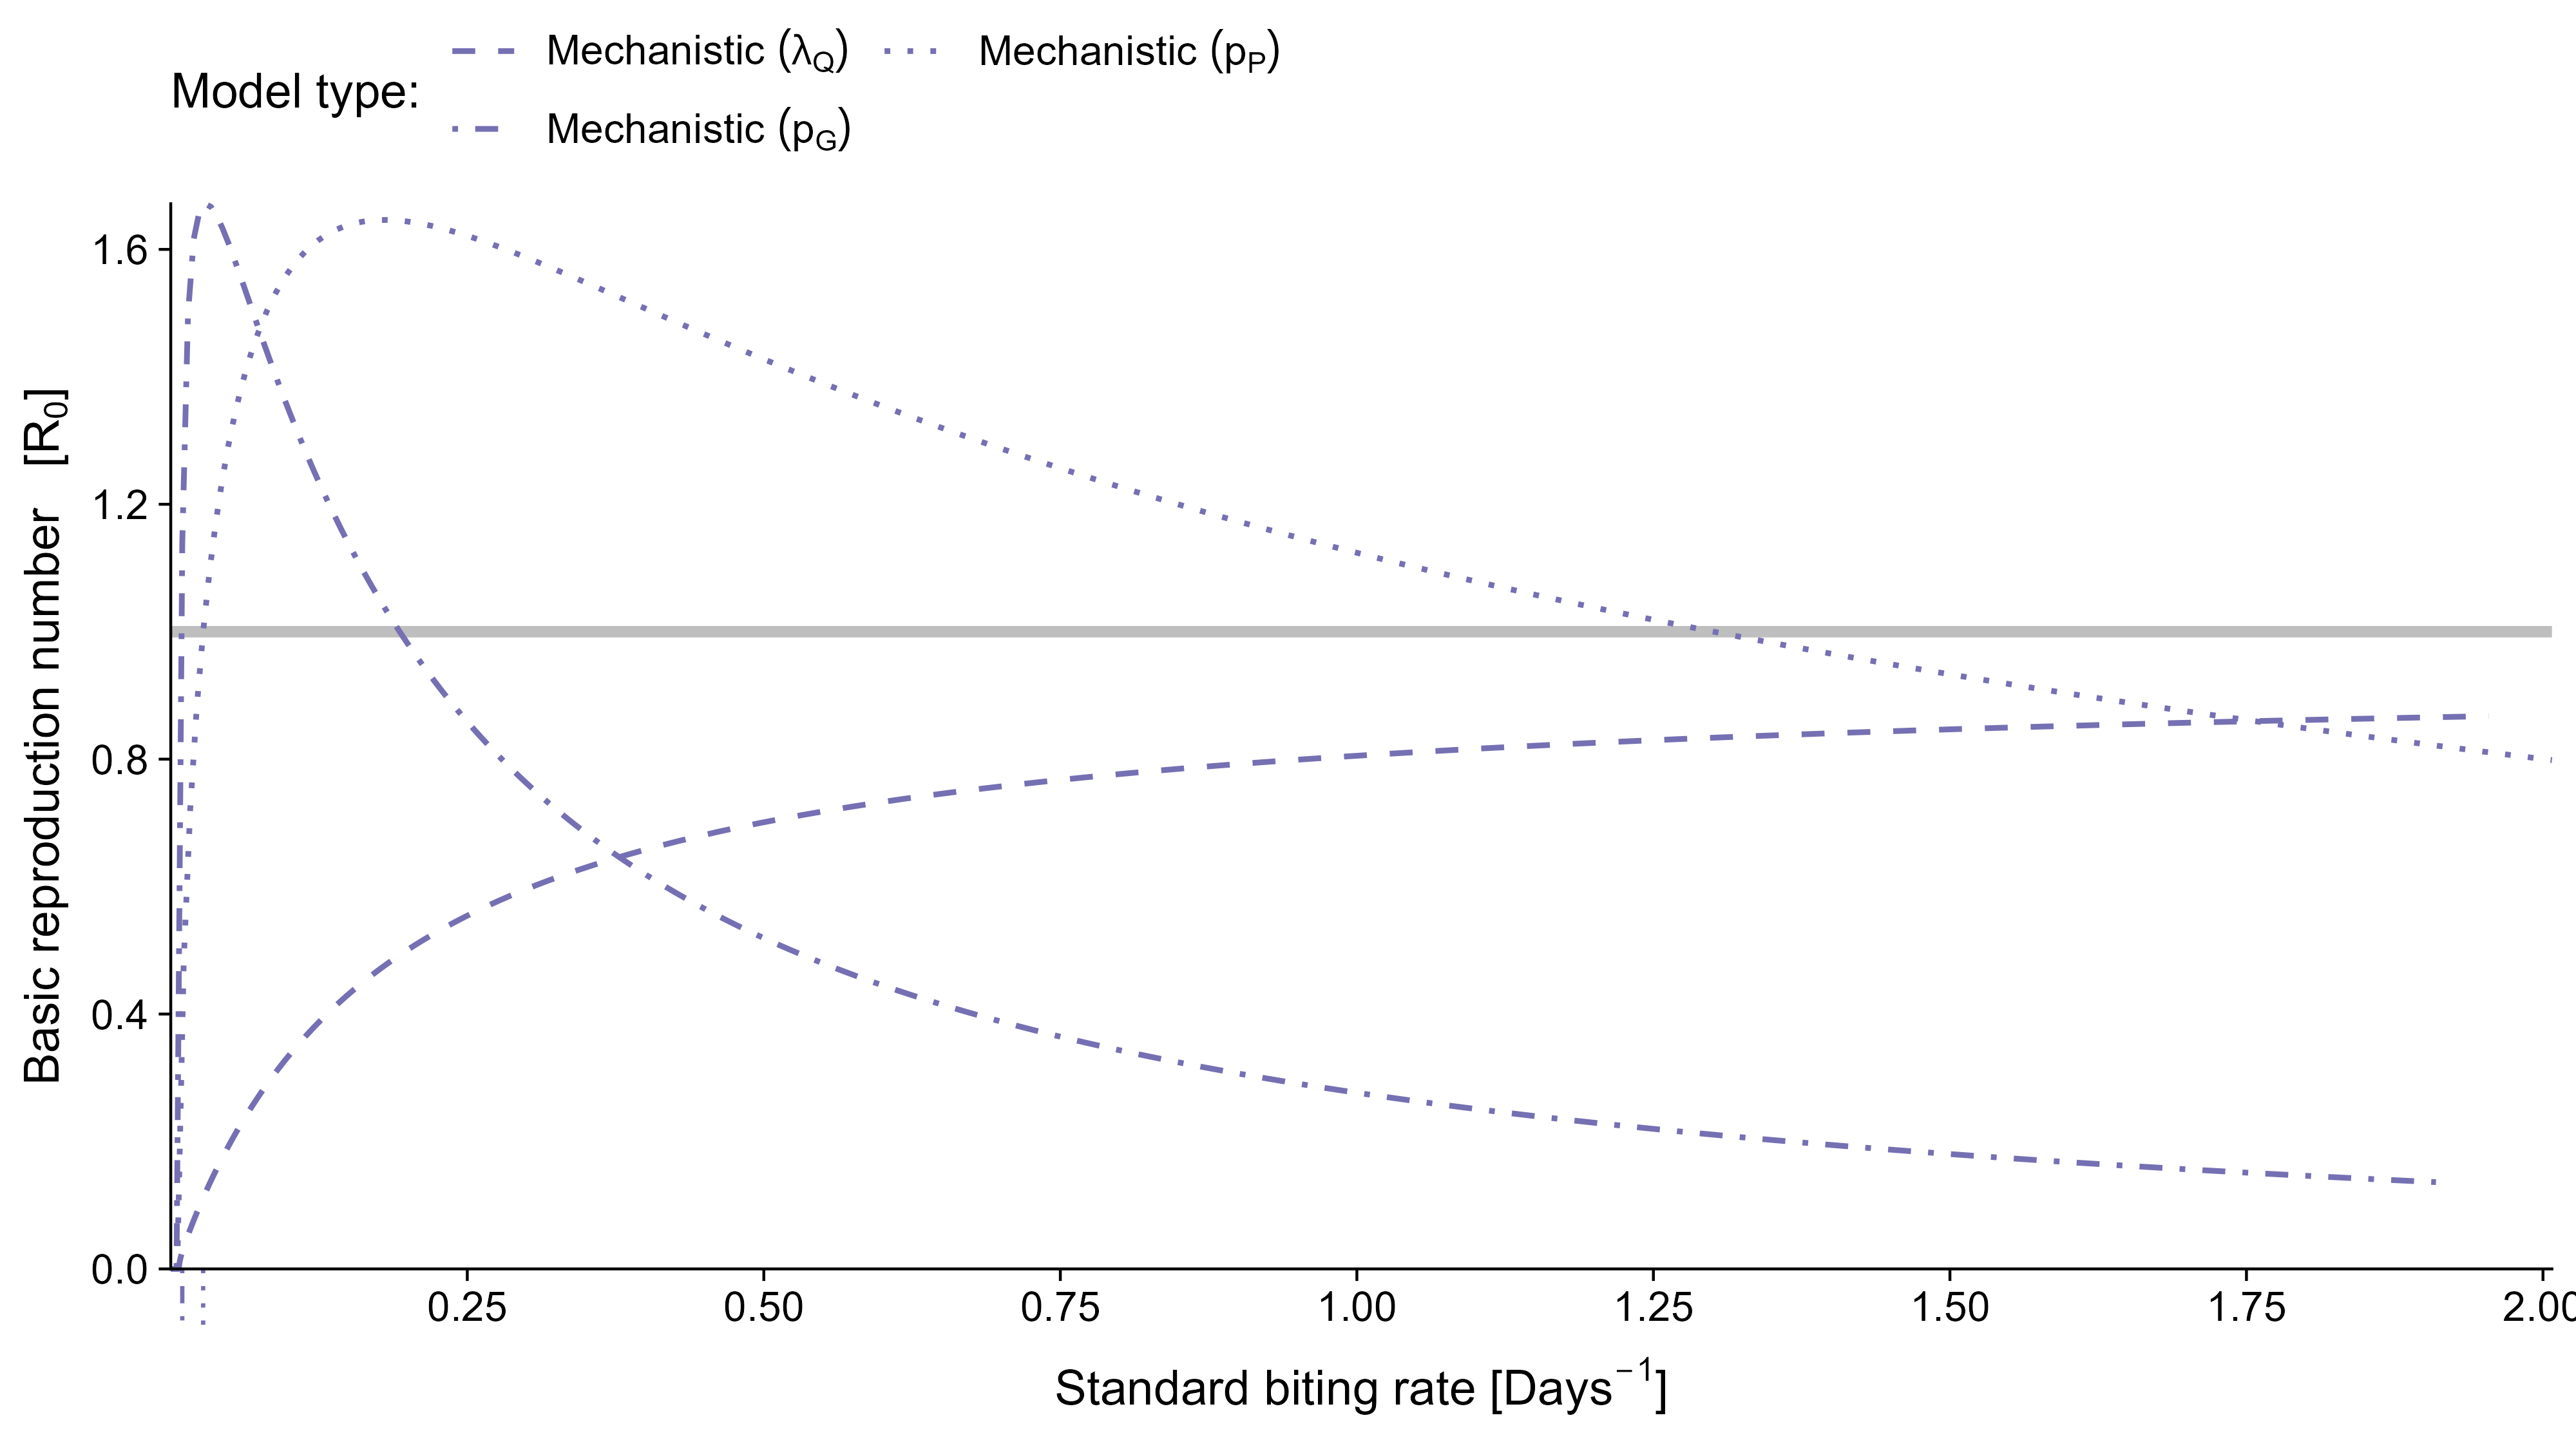 Model type:
Mechanistic (λQ) Mechanistic (pP)
Mechanistic (pG)
Basic reproduction number [R0]
1.6
1.2
0.8
0.4
0.0
0.25 0.50 0.75 1.00 1.25 1.50 1.75 2.00
Standard biting rate [Days⁻¹]